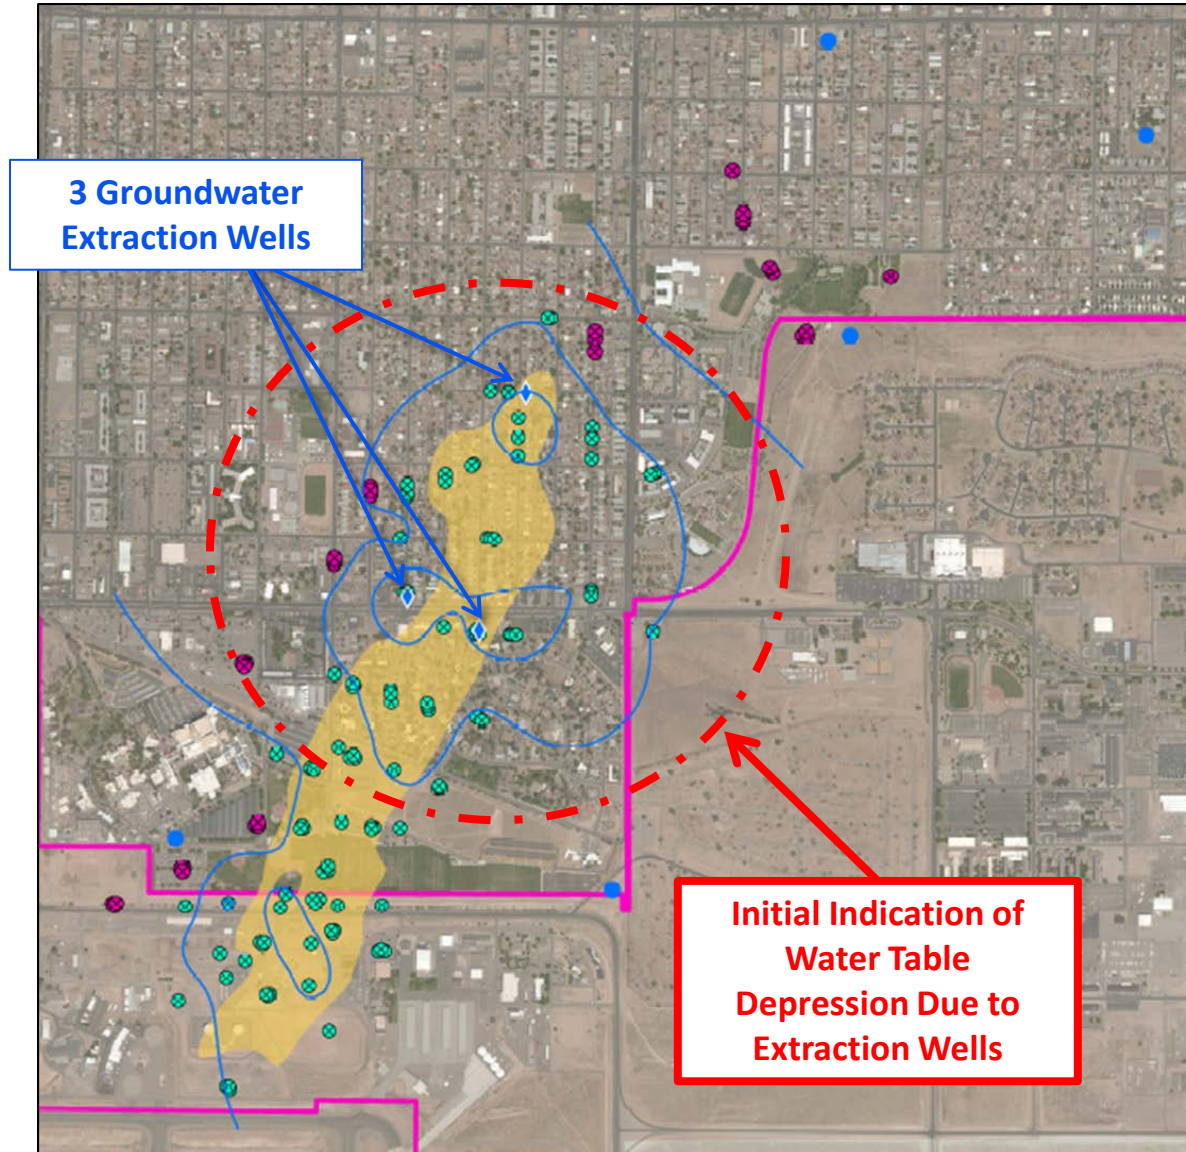 3 Groundwater
Extraction Wells
Initial Indication of
Water Table
Depression Due to
Extraction Wells